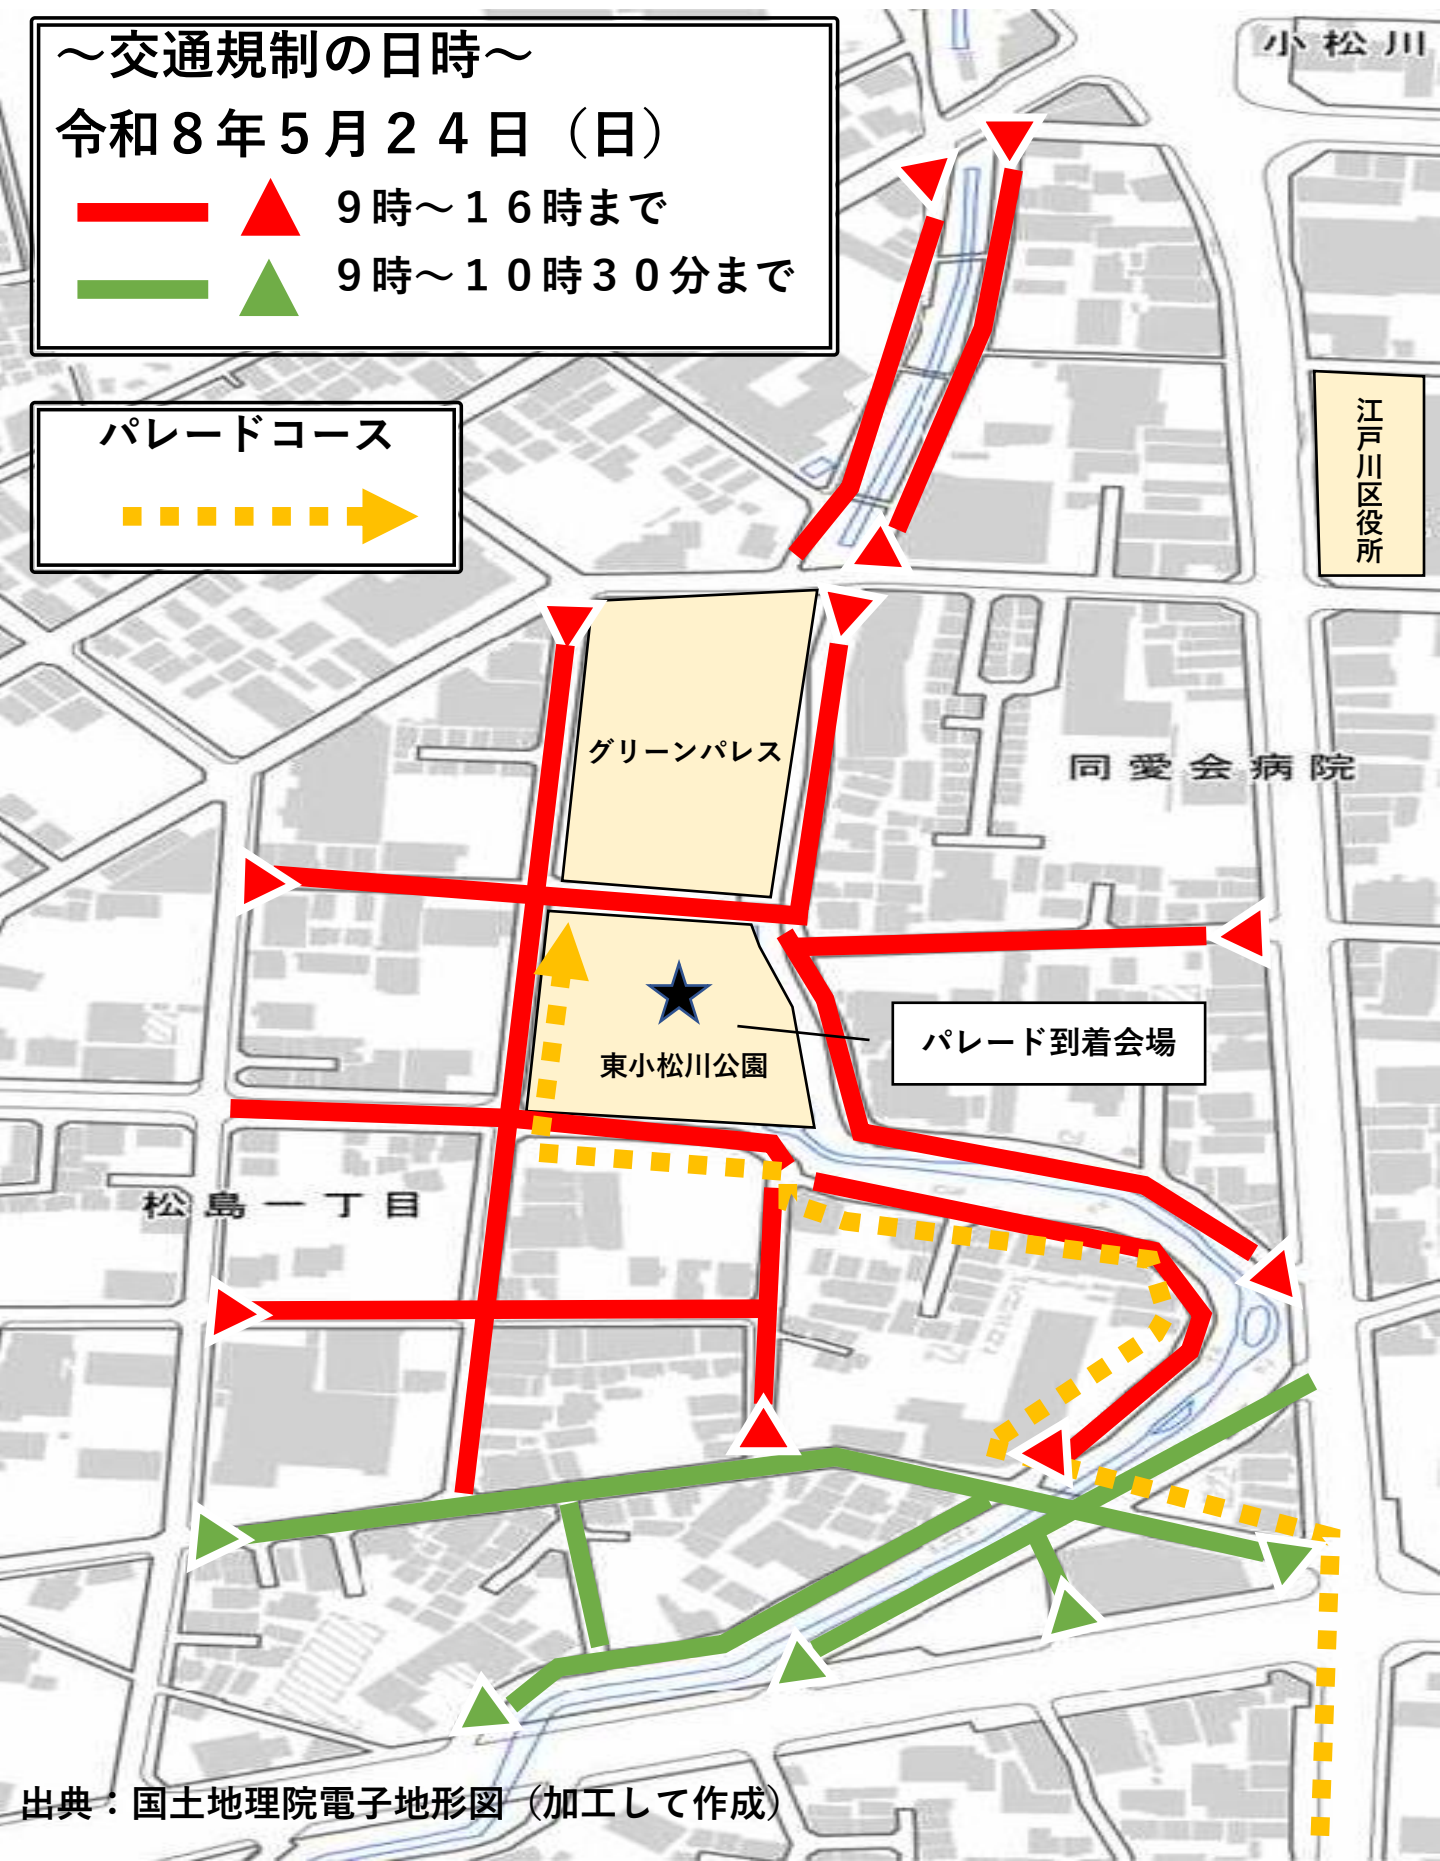 ～交通規制の日時～
令和８年５月２４日（日）
９時～１６時まで
９時～１０時３０分まで
パレードコース
小松川
江戸川区役所
グリーンパレス
同愛会病院
パレード到着会場
東小松川公園
松島一丁目
出典：国土地理院電子地形図（加工して作成）